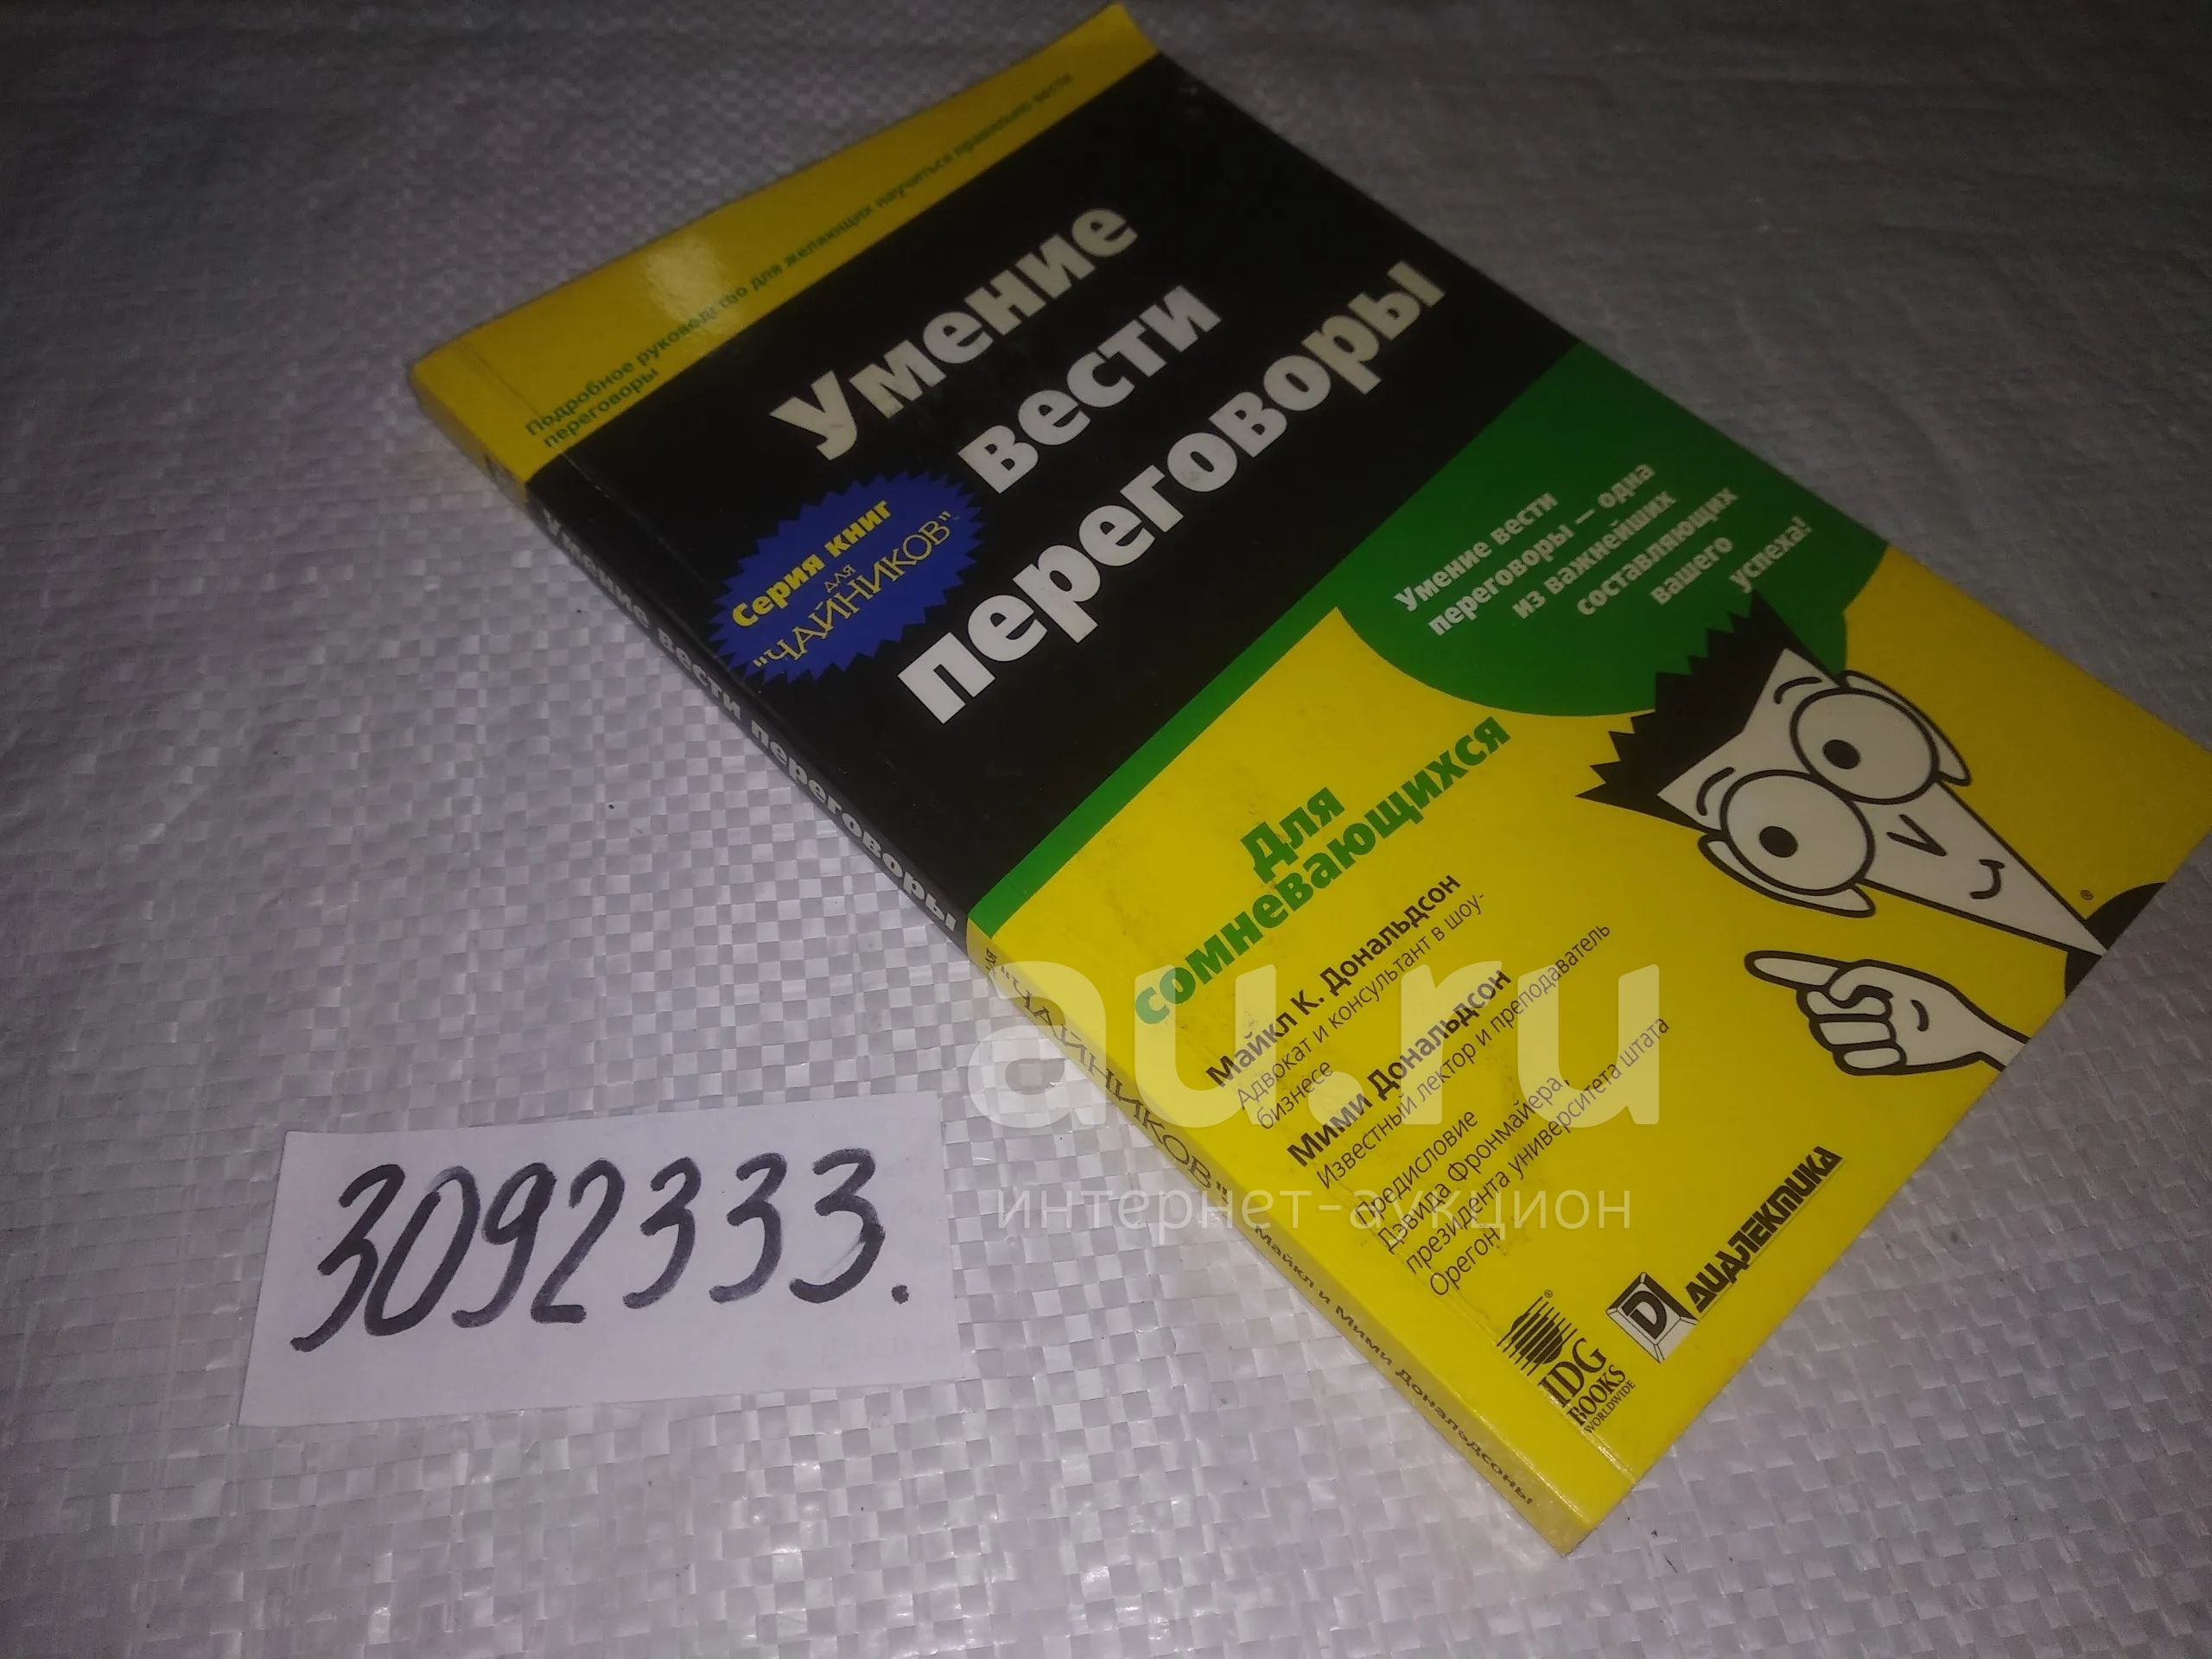 Подробное руководство для желающих научиться правильно вести
переговоры
Умение
вести
переговоры
Серия книг
для
"ЧАЙНИКОВ"
Умение вести
переговоры — одна
из важнейших
составляющих
вашего
успеха!
Для
сомневающихся
Майкл К. Дональдсон
Адвокат и консультант в шоу-
бизнесе
Мими Дональдсон
Известный лектор и преподаватель
Предисловие
Дэвида Фронмайера,
президента университета штата
Орегон
IDG
BOOKS
WORLDWIDE
D ДИАЛЕКТИКА
Умение вести переговоры
"ЧАЙНИКОВ"
Майкл и Мими Дональдсоны
3092333.
au.ru
интернет-аукцион